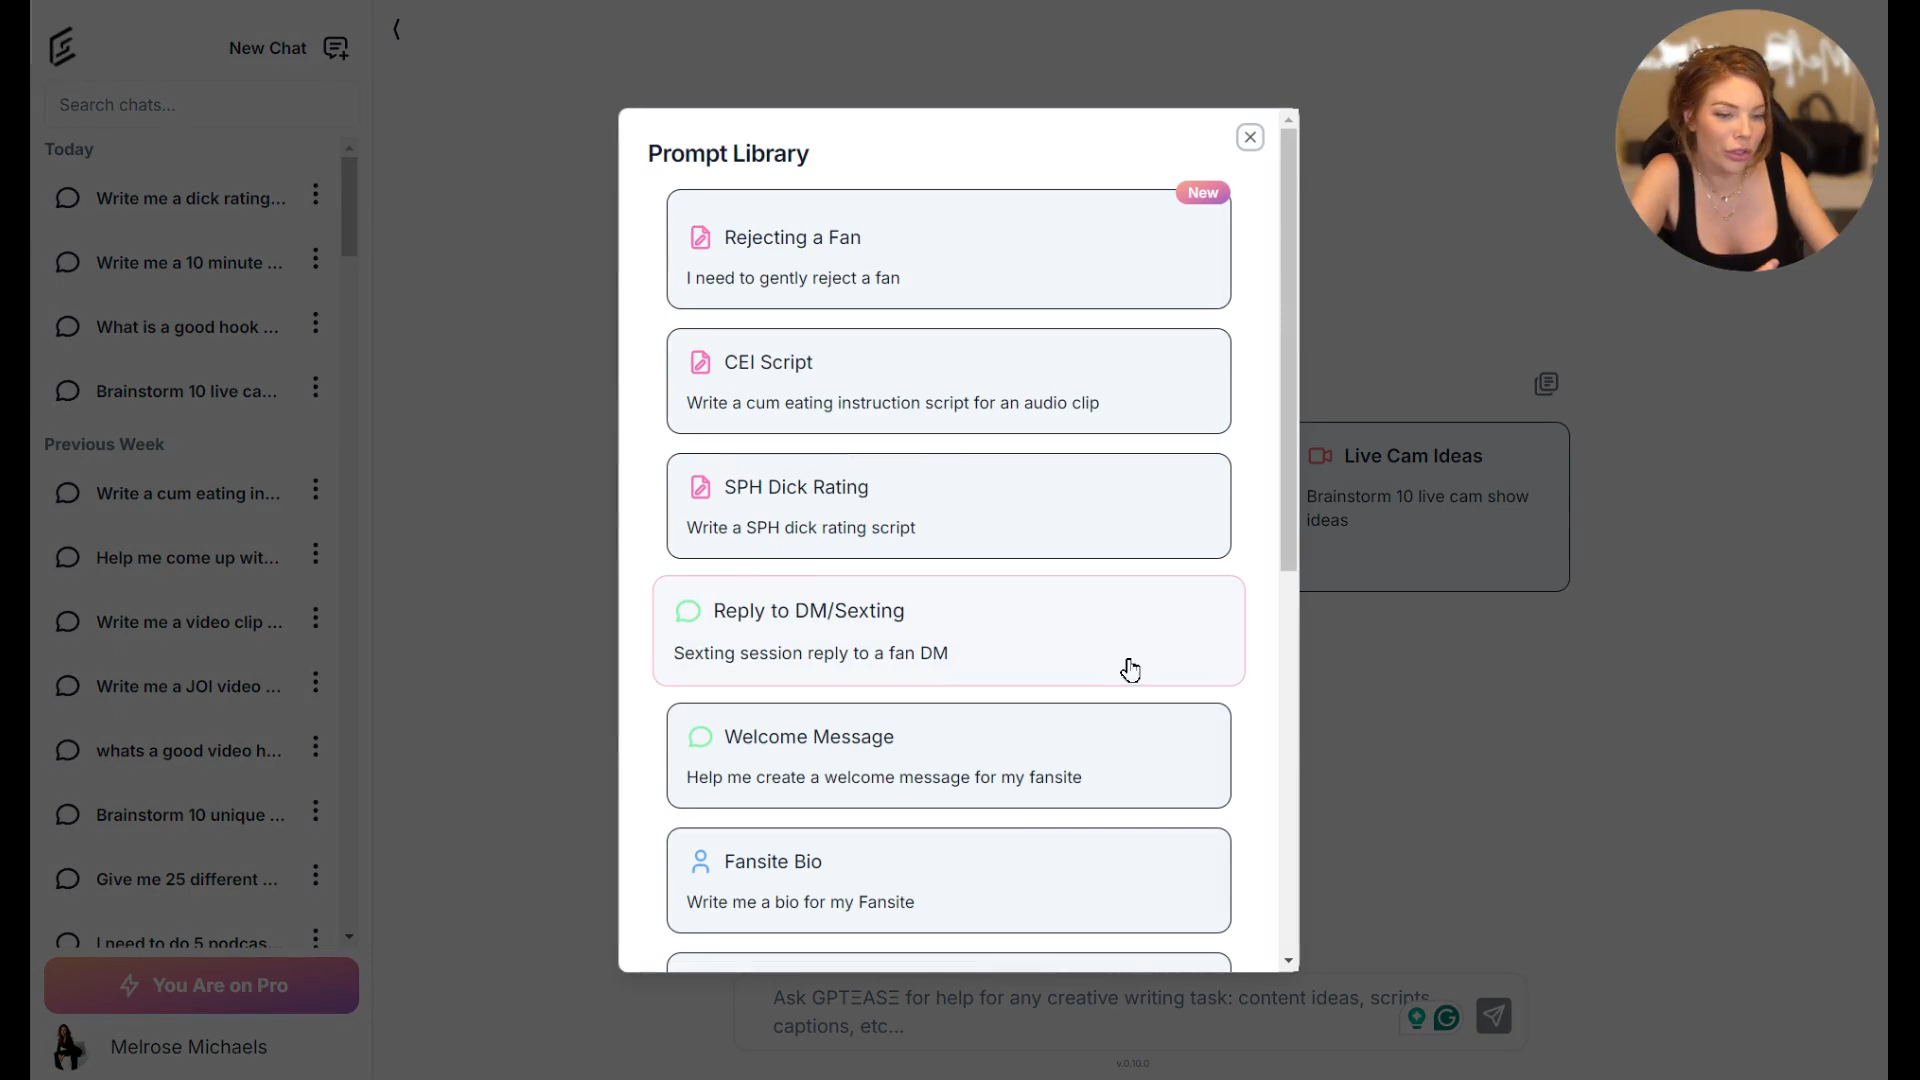 New Chat
Search chats...
Today
Write me a dick rating...
Write me a 10 minute ...
What is a good hook ...
Brainstorm 10 live ca...
Previous Week
Write a cum eating in...
Help me come up wit...
Write me a video clip ...
Write me a JOI video ...
whats a good video h...
Brainstorm 10 unique ...
Give me 25 different ...
I need to do 5 podcas...
You Are on Pro
Melrose Michaels
Prompt Library
New
Rejecting a Fan
I need to gently reject a fan
CEI Script
Write a cum eating instruction script for an audio clip
SPH Dick Rating
Write a SPH dick rating script
Reply to DM/Sexting
Sexting session reply to a fan DM
Welcome Message
Help me create a welcome message for my fansite
Fansite Bio
Write me a bio for my Fansite
Live Cam Ideas
Brainstorm 10 live cam show
ideas
Ask GPTΞASΞ for help for any creative writing task: content ideas, scripts,
captions, etc...
v.0.10.0